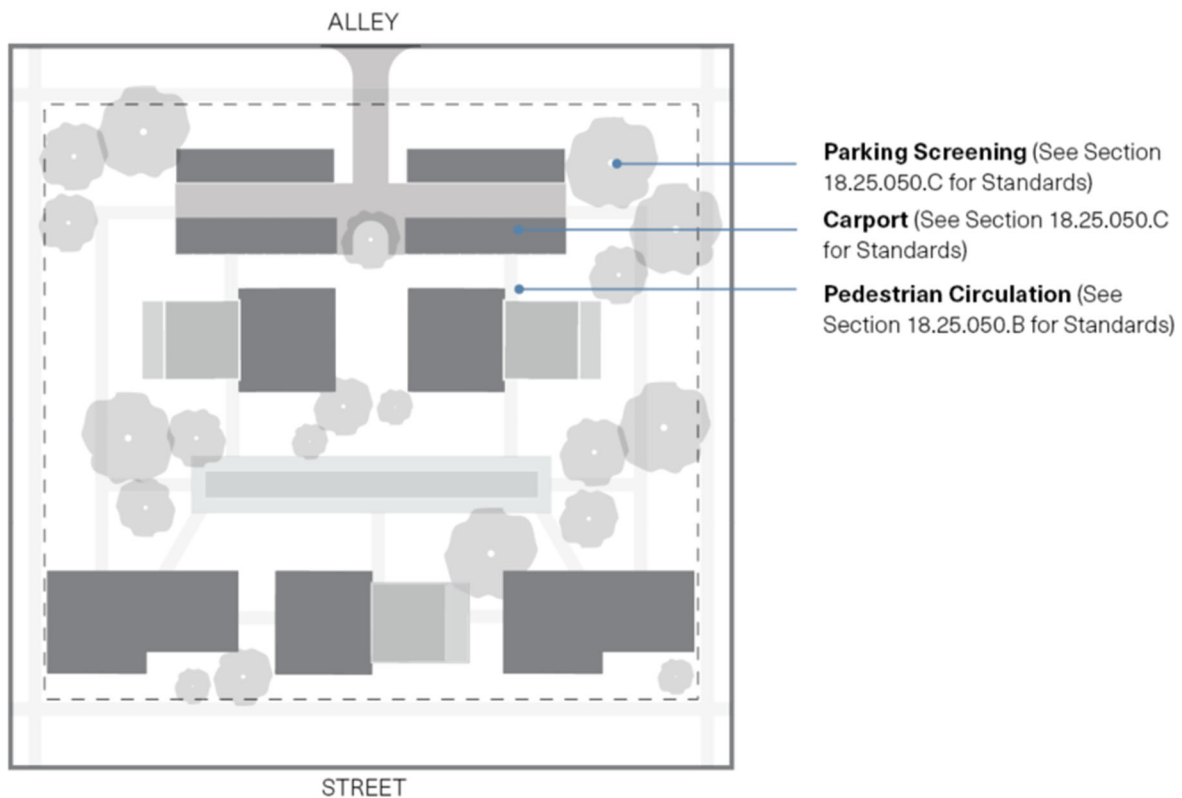 ALLEY
Parking Screening (See Section
18.25.050.C for Standards)
Carport (See Section 18.25.050.C
for Standards)
Pedestrian Circulation (See
Section 18.25.050.B for Standards)
STREET